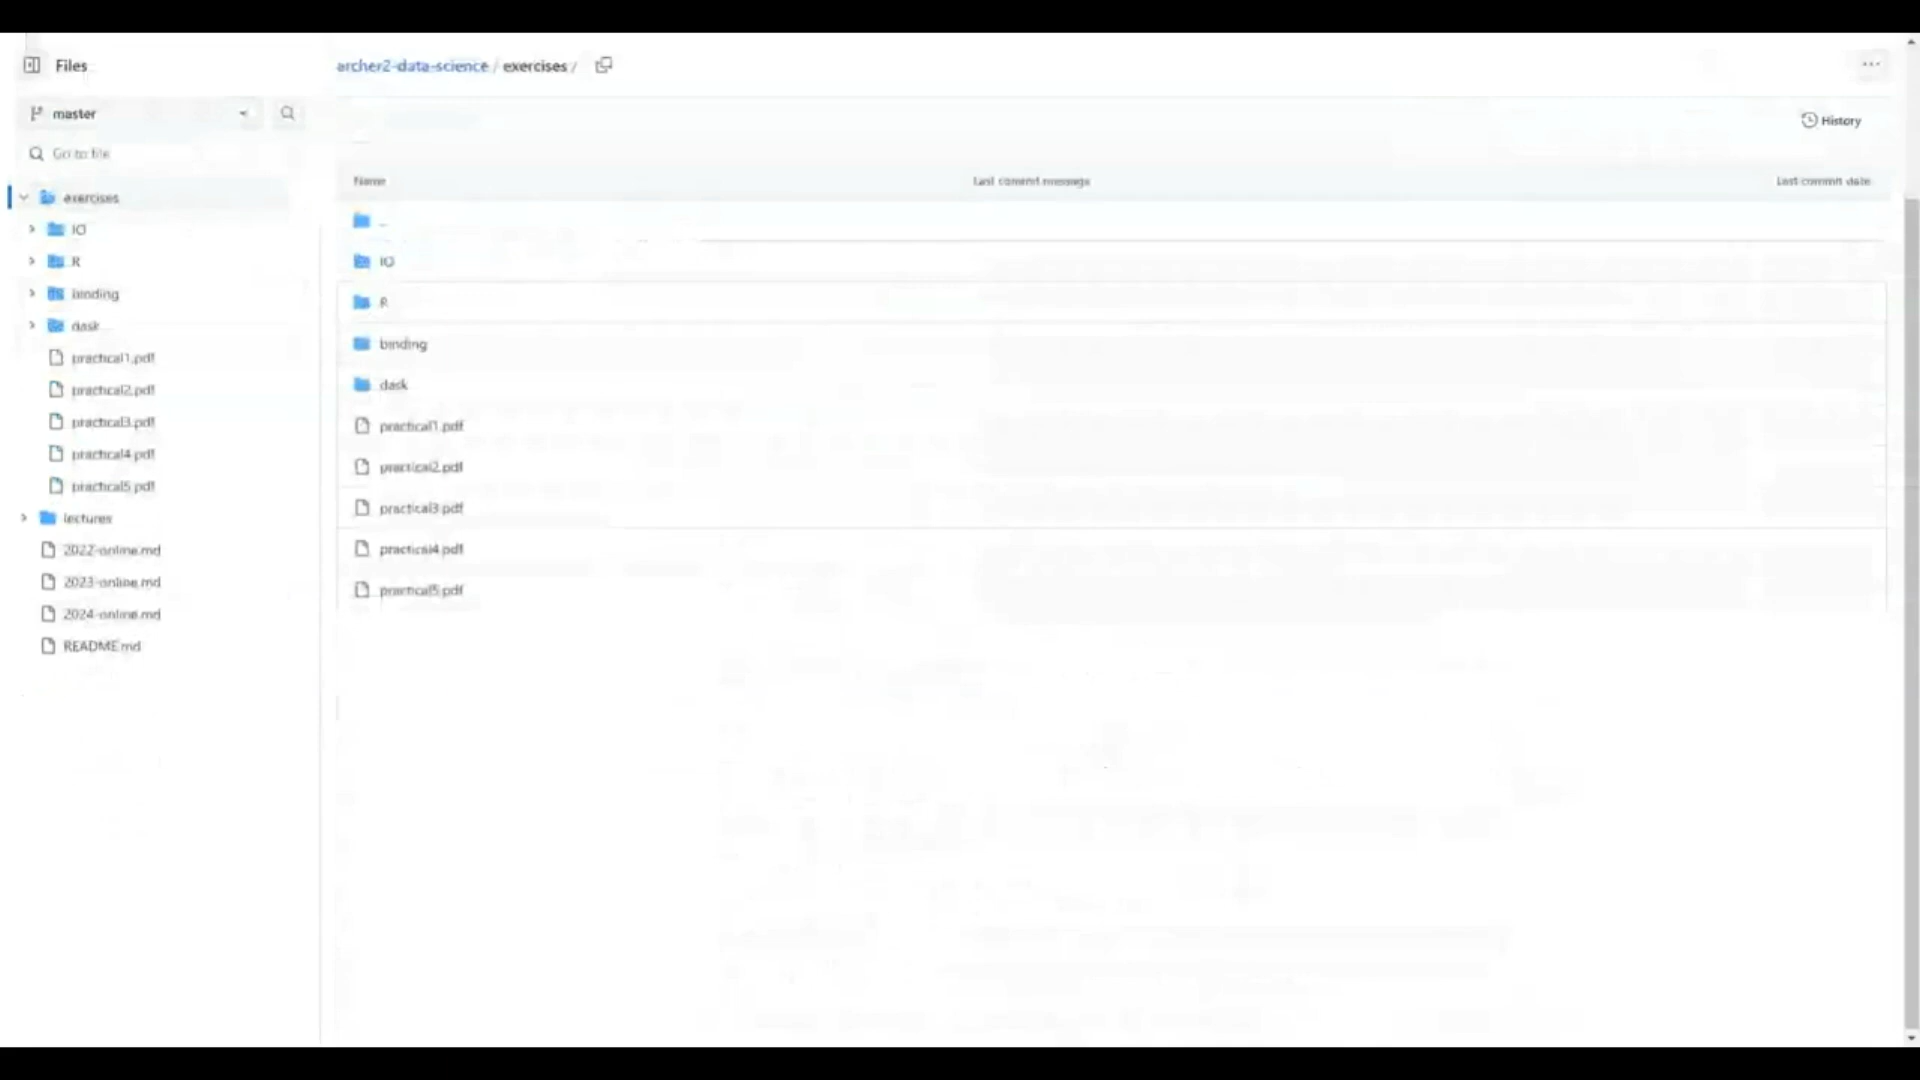 Files
master
Go to file
exercises
IO
R
binding
dask
practical1.pdf
practical2.pdf
practical3.pdf
practical4.pdf
practical5.pdf
lectures
2022-online.md
2023-online.md
2024-online.md
README.md
archer2-data-science / exercises /
History
Name Last commit message Last commit date
..
IO
R
binding
dask
practical1.pdf
practical2.pdf
practical3.pdf
practical4.pdf
practical5.pdf